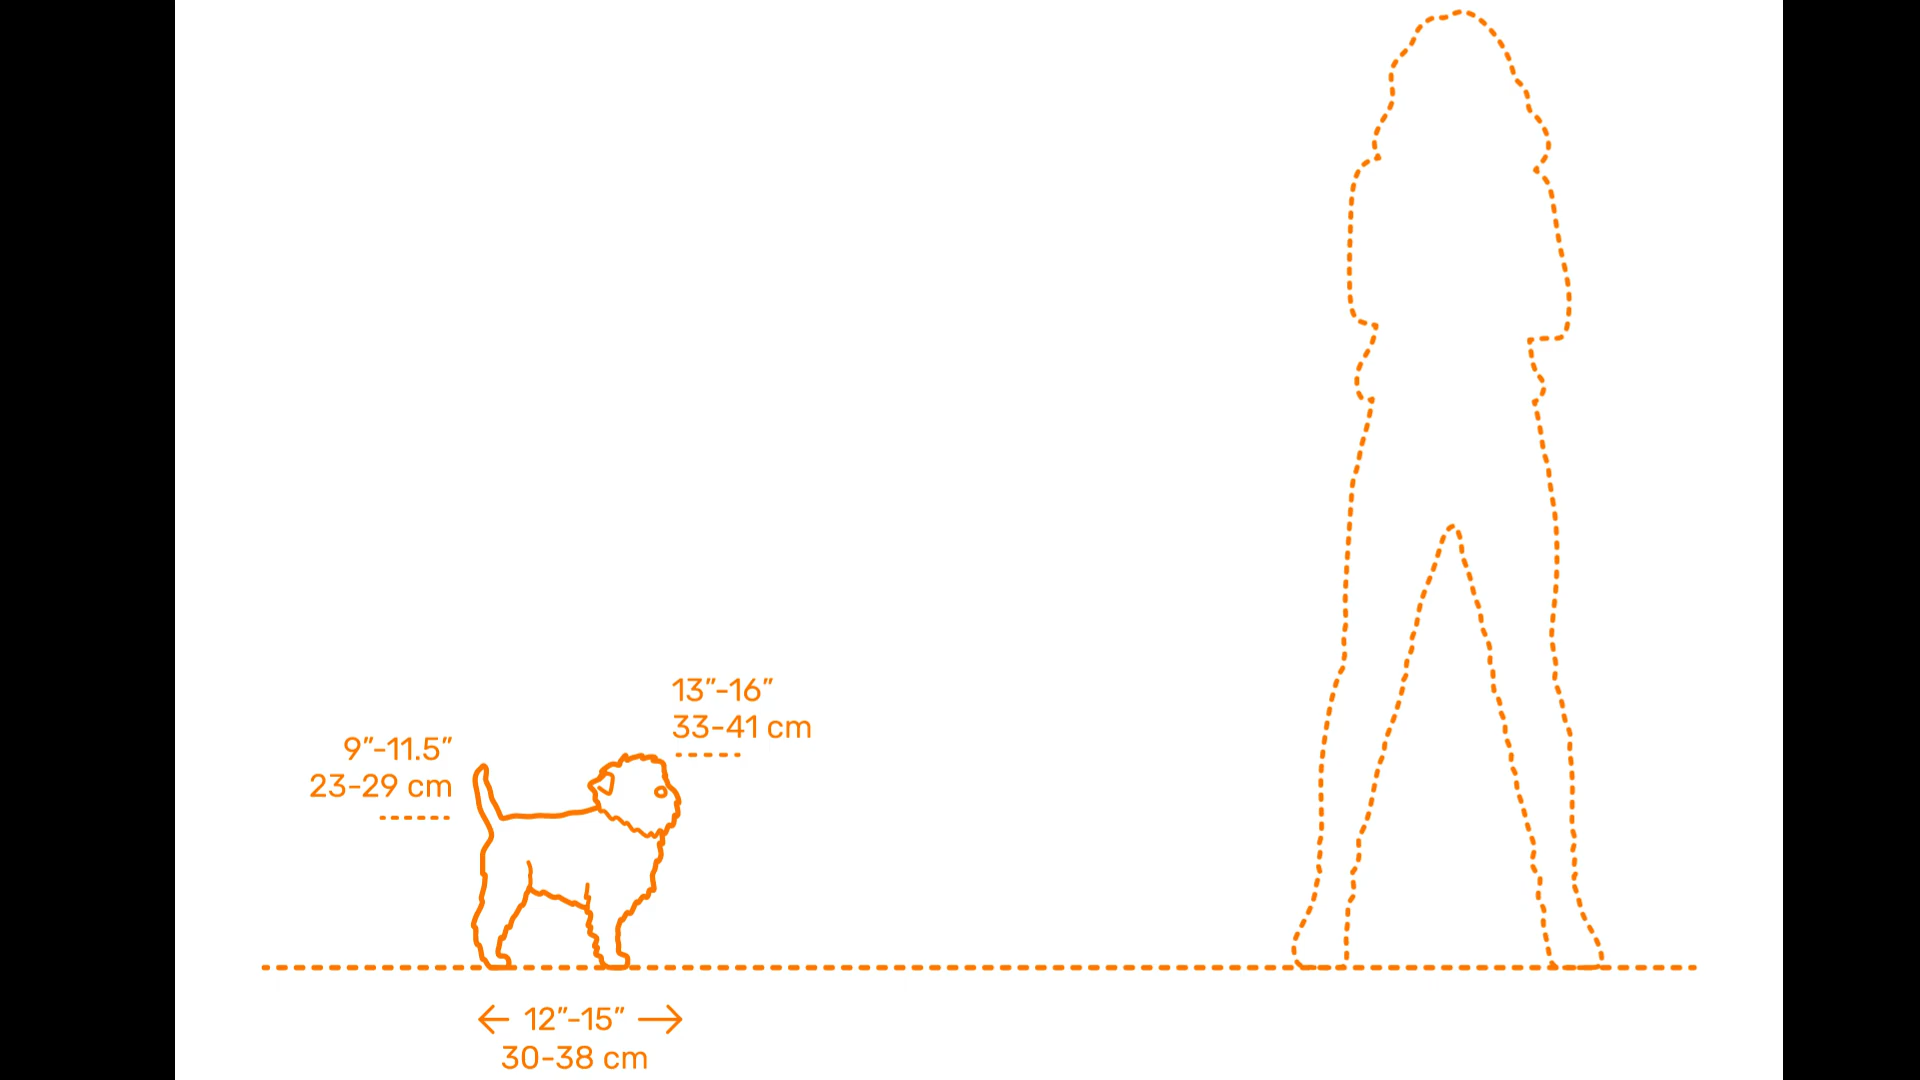 13”-16”
33-41 cm
9”-11.5”
23-29 cm
12”-15”
30-38 cm